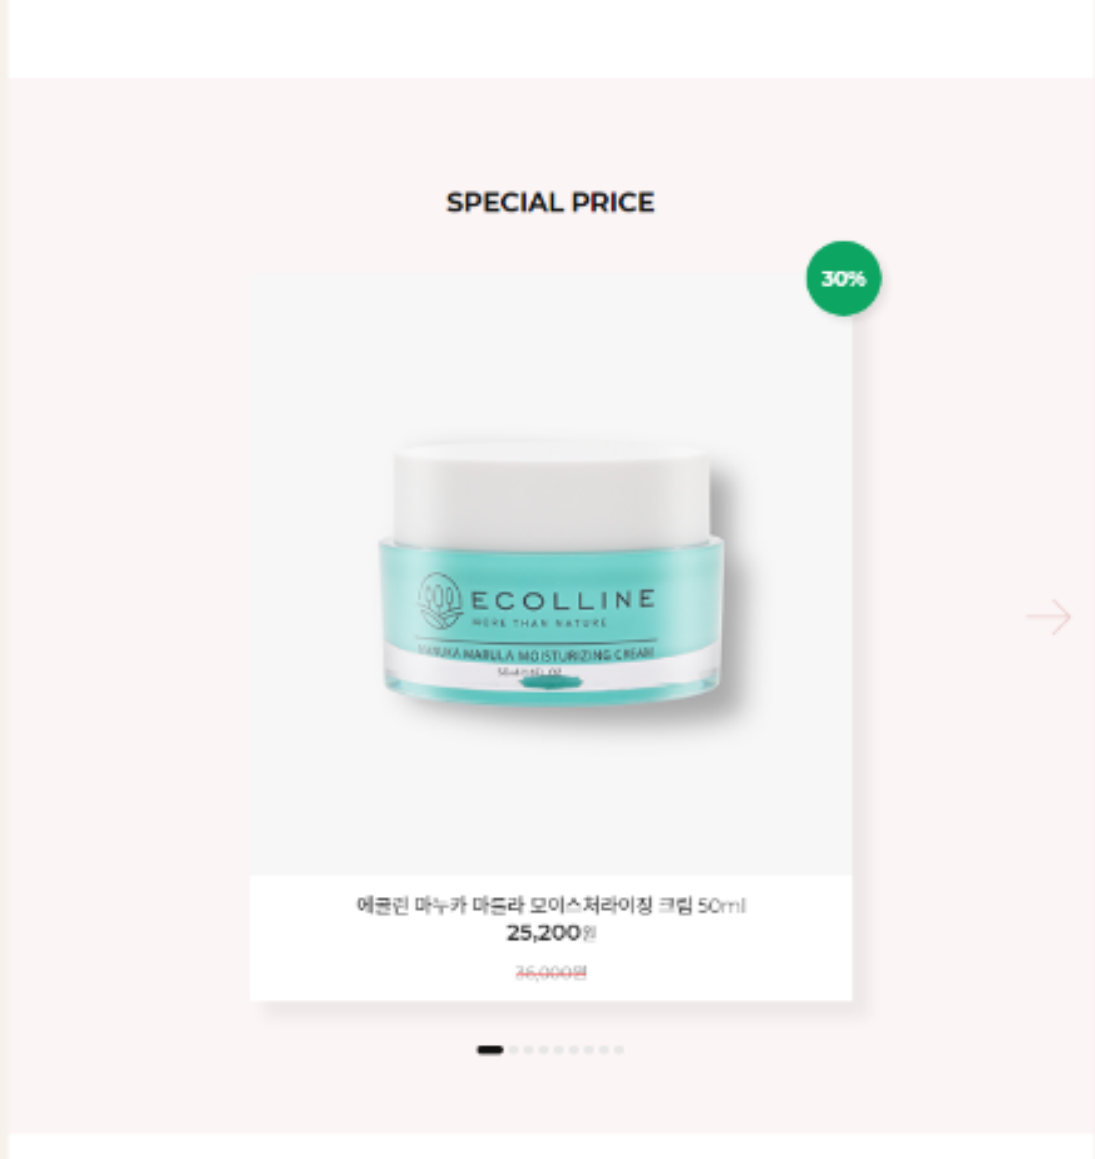 SPECIAL PRICE
30%
ECOLLINE
MORE THAN NATURE
MANUKA MARULA MOISTURIZING CREAM
에콜린 마누카 마룰라 모이스처라이징 크림 50ml
25,200원
36,000원